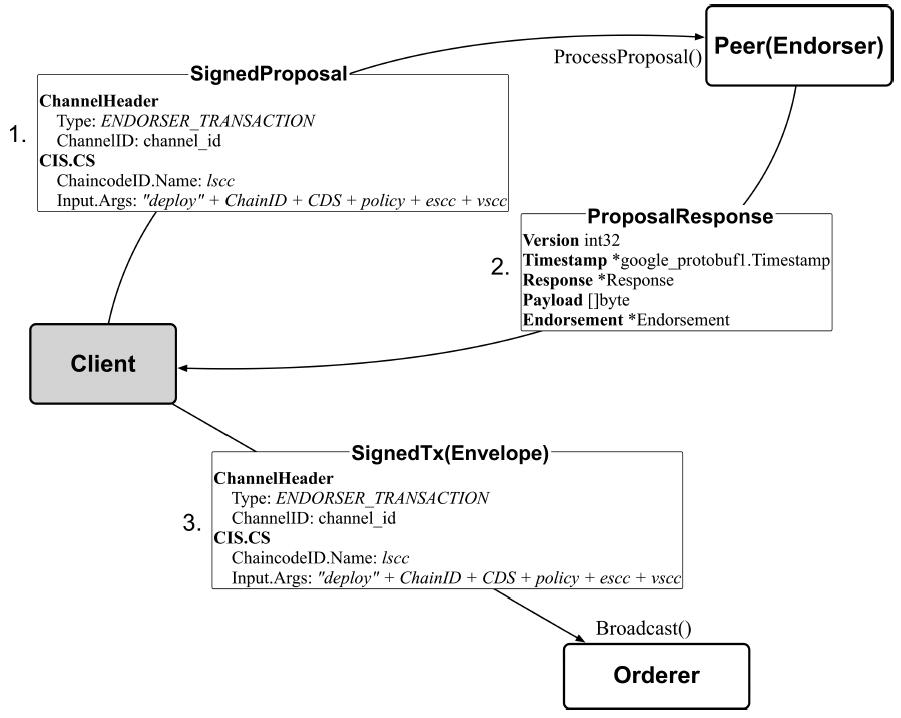 Peer(Endorser)
ProcessProposal()
SignedProposal
1.
ChannelHeader
Type: ENDORSER_TRANSACTION
ChannelID: channel_id
CIS.CS
ChaincodeID.Name: lscc
Input.Args: "deploy" + ChainID + CDS + policy + escc + vscc
ProposalResponse
2.
Version int32
Timestamp *google_protobuf1.Timestamp
Response *Response
Payload []byte
Endorsement *Endorsement
Client
SignedTx(Envelope)
3.
ChannelHeader
Type: ENDORSER_TRANSACTION
ChannelID: channel_id
CIS.CS
ChaincodeID.Name: lscc
Input.Args: "deploy" + ChainID + CDS + policy + escc + vscc
Broadcast()
Orderer